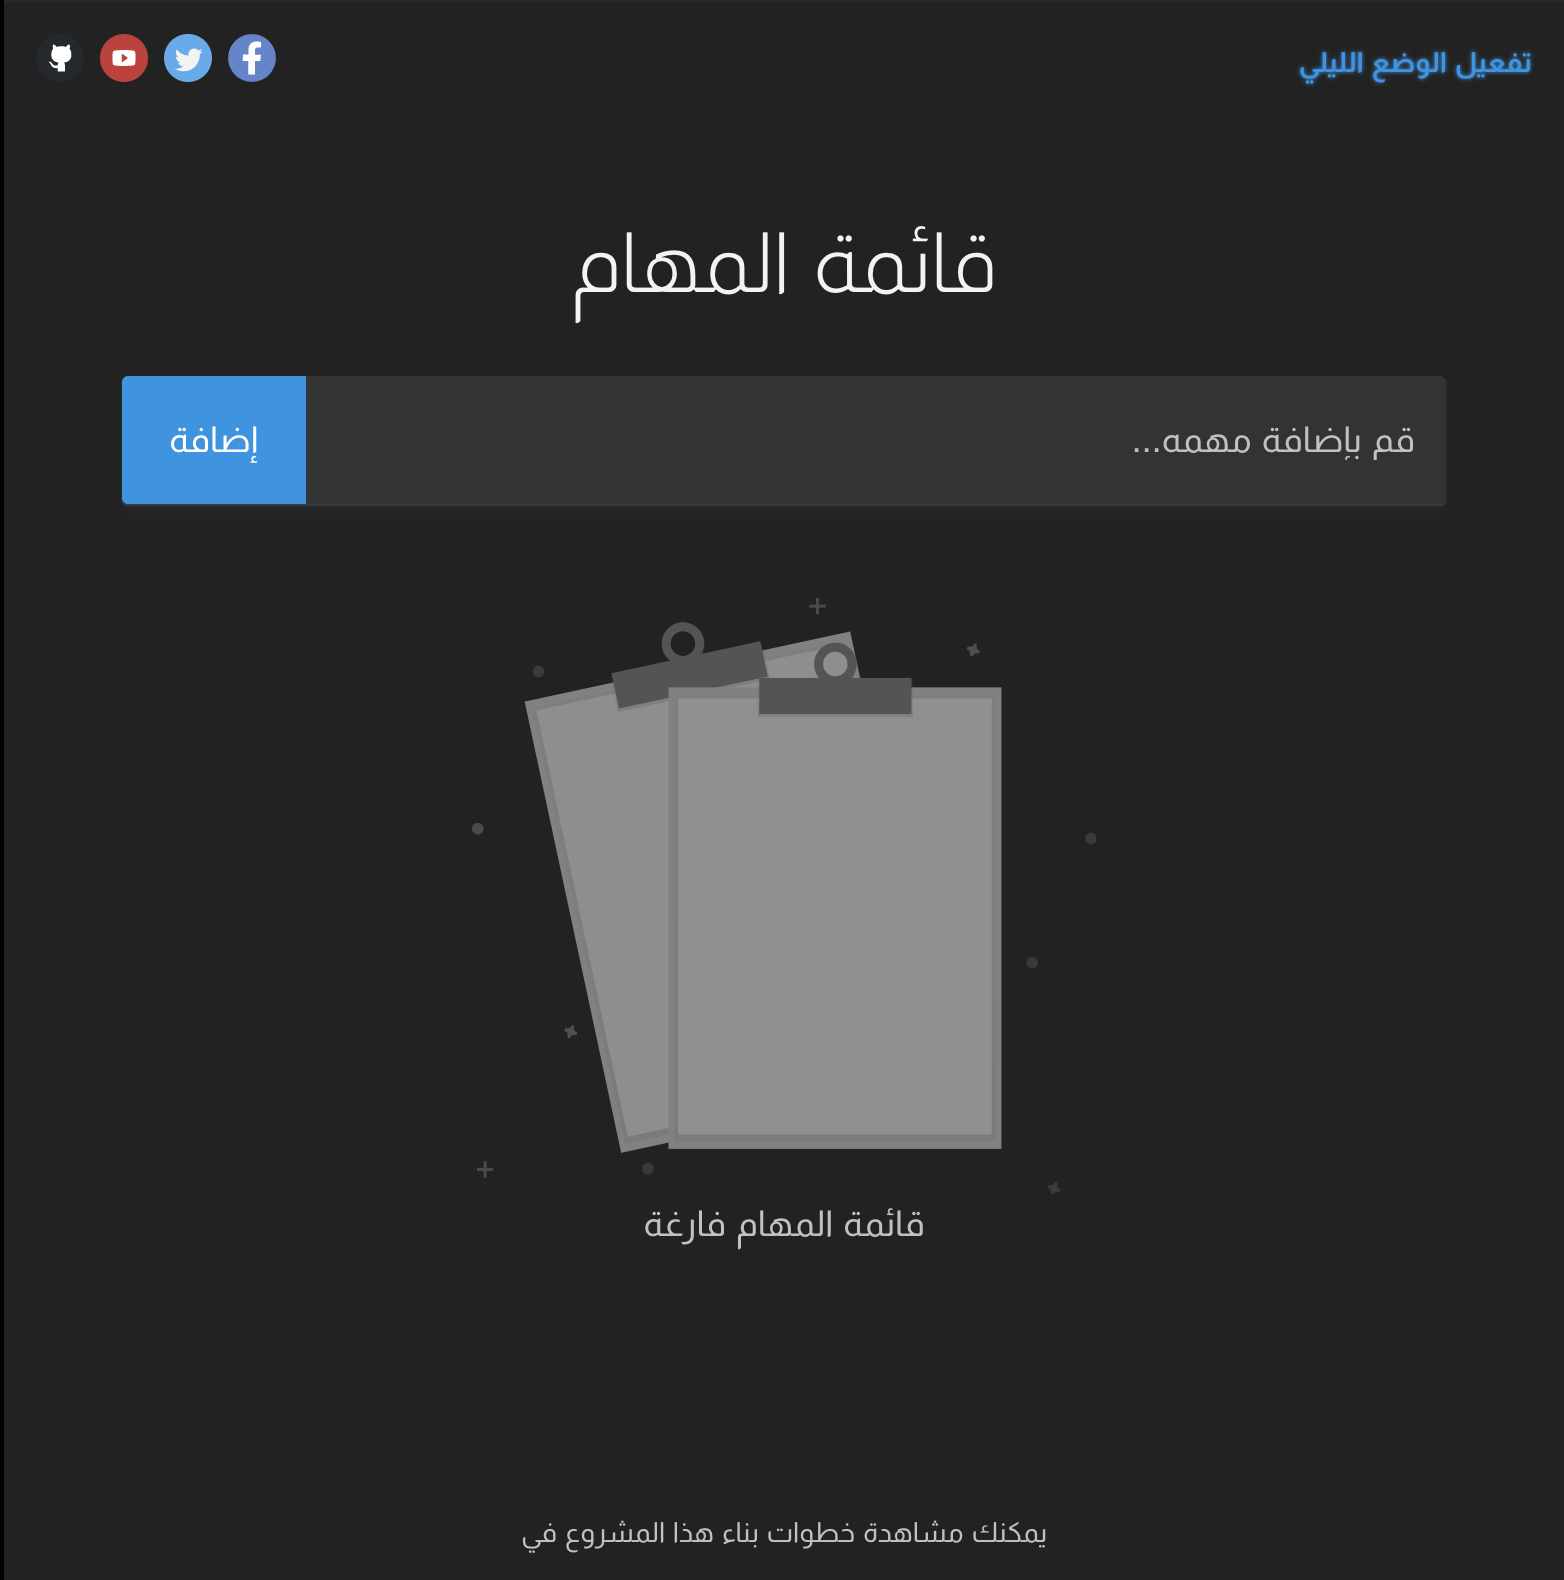 تفعيل الوضع الليلي
قائمة المهام
قم بإضافة مهمه...
إضافة
قائمة المهام فارغة
يمكنك مشاهدة خطوات بناء هذا المشروع في